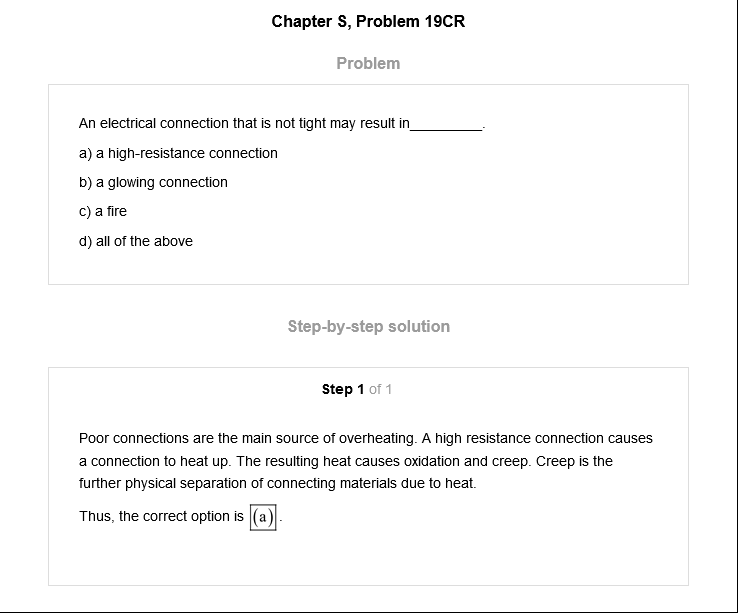 Chapter S, Problem 19CR
Problem
An electrical connection that is not tight may result in_________.
a) a high-resistance connection
b) a glowing connection
c) a fire
d) all of the above
Step-by-step solution
Step 1 of 1
Poor connections are the main source of overheating. A high resistance connection causes
a connection to heat up. The resulting heat causes oxidation and creep. Creep is the
further physical separation of connecting materials due to heat.
Thus, the correct option is (a).